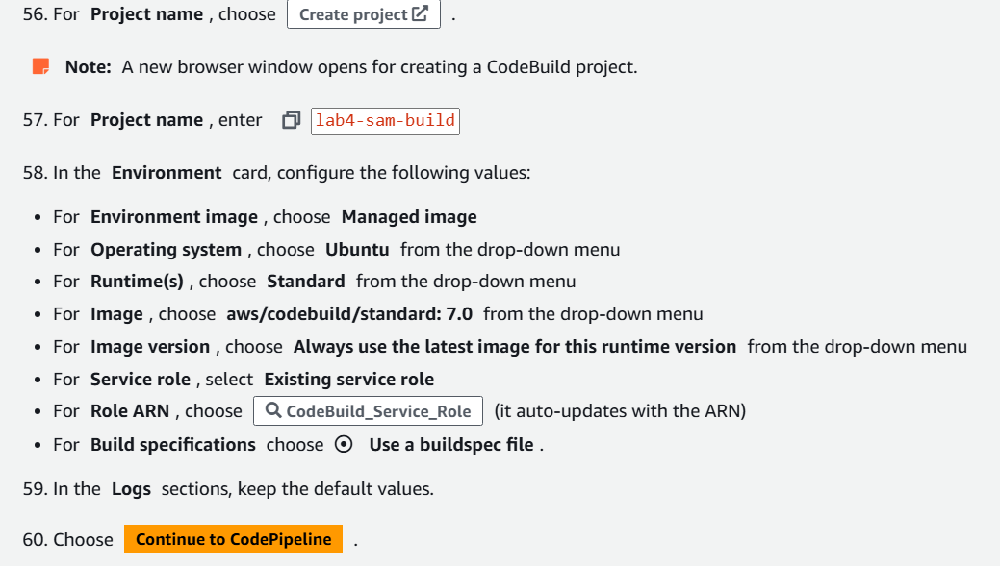 56. For Project name , choose Create project .
Note: A new browser window opens for creating a CodeBuild project.
57. For Project name , enter lab4-sam-build
58. In the Environment card, configure the following values:
• For Environment image , choose Managed image
• For Operating system , choose Ubuntu from the drop-down menu
• For Runtime(s) , choose Standard from the drop-down menu
• For Image , choose aws/codebuild/standard: 7.0 from the drop-down menu
• For Image version , choose Always use the latest image for this runtime version from the drop-down menu
• For Service role , select Existing service role
• For Role ARN , choose CodeBuild_Service_Role (it auto-updates with the ARN)
• For Build specifications choose Use a buildspec file .
59. In the Logs sections, keep the default values.
60. Choose Continue to CodePipeline .